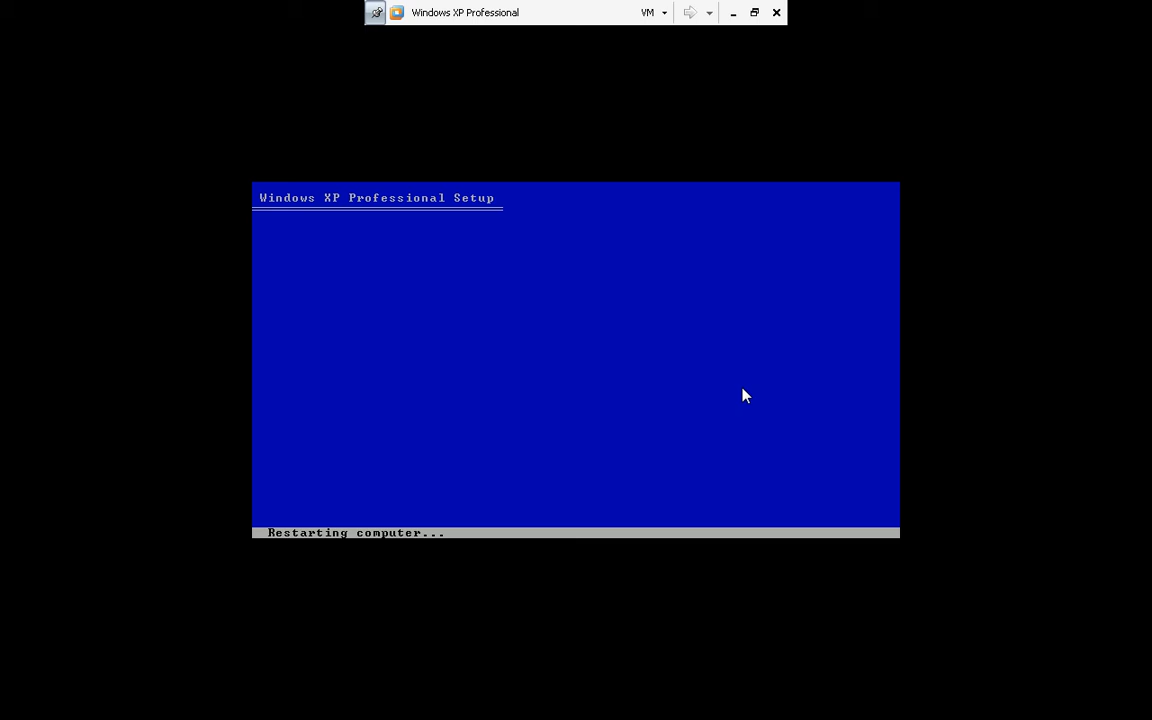 Windows XP Professional
VM
Windows XP Professional Setup
Restarting computer...